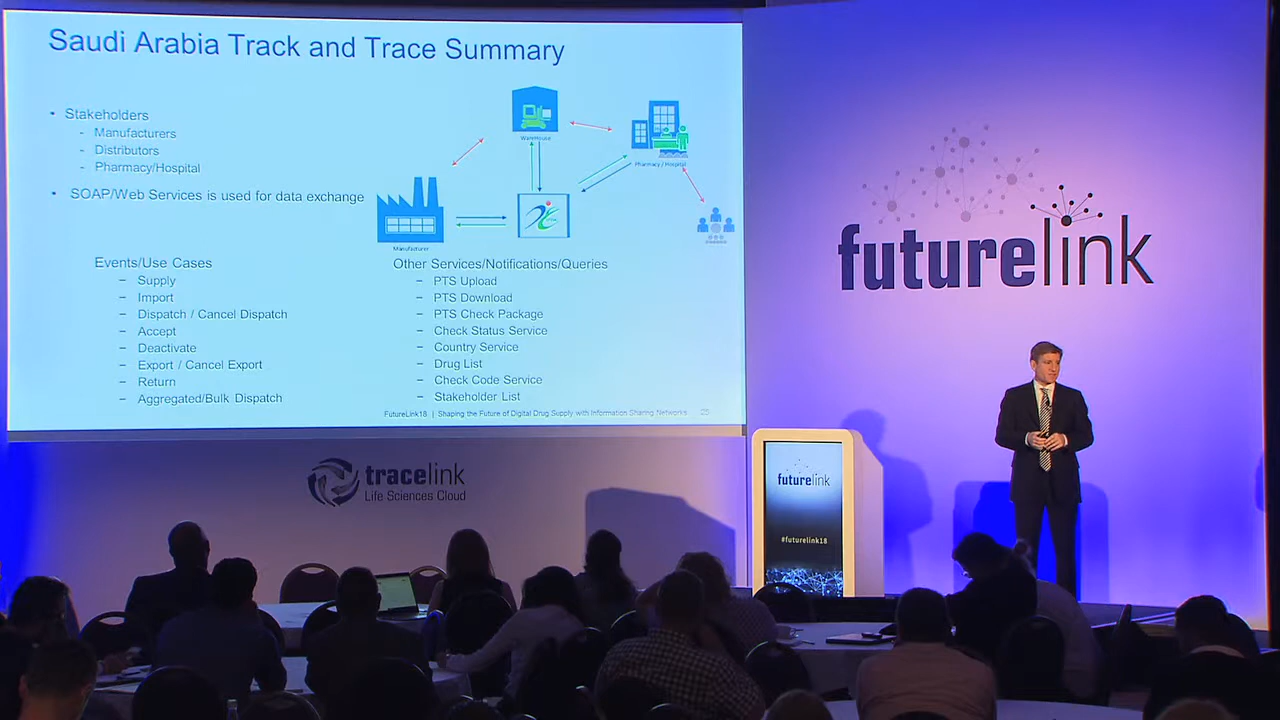 Saudi Arabia Track and Trace Summary
• Stakeholders
- Manufacturers
- Distributors
- Pharmacy/Hospital
• SOAP/Web Services is used for data exchange
WareHouse
Pharmacy / Hospital
Manufacturer
Events/Use Cases
– Supply
– Import
– Dispatch / Cancel Dispatch
– Accept
– Deactivate
– Export / Cancel Export
– Return
– Aggregated/Bulk Dispatch
Other Services/Notifications/Queries
– PTS Upload
– PTS Download
– PTS Check Package
– Check Status Service
– Country Service
– Drug List
– Check Code Service
– Stakeholder List
FutureLink18 | Shaping the Future of Digital Drug Supply with Information Sharing Networks 25
futurelink
tracelink
Life Sciences Cloud
futurelink
#futurelink18